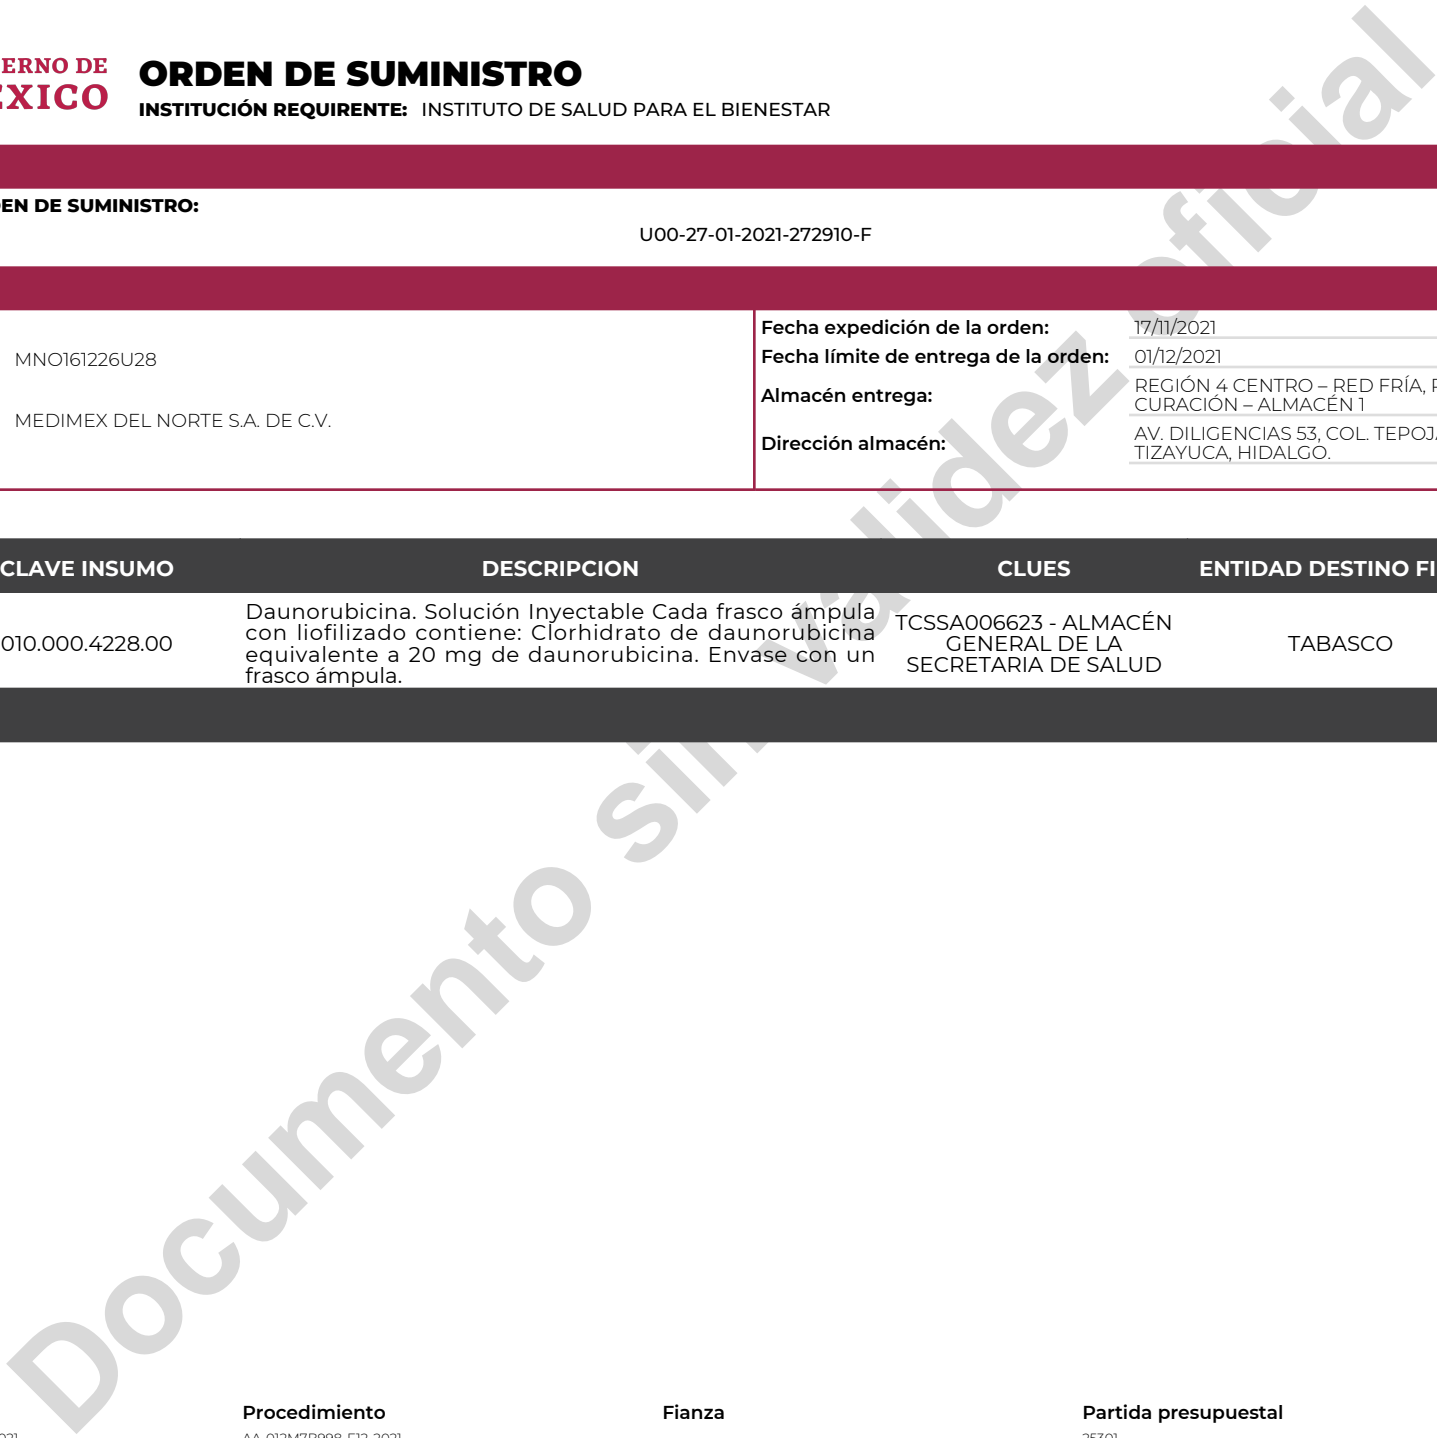 ERNO DE
ORDEN DE SUMINISTRO
INSTITUCIÓN REQUIRENTE: INSTITUTO DE SALUD PARA EL BIENESTAR
EN DE SUMINISTRO:
U00-27-01-2021-272910-F
MNO161226U28
MEDIMEX DEL NORTE S.A. DE C.V.
Fecha expedición de la orden: 17/11/2021
Fecha límite de entrega de la orden: 01/12/2021
Almacén entrega: REGIÓN 4 CENTRO – RED FRÍA,
CURACIÓN – ALMACÉN 1
Dirección almacén: AV. DILIGENCIAS 53, COL. TEPOJ
TIZAYUCA, HIDALGO.
CLAVE INSUMO DESCRIPCION CLUES ENTIDAD DESTINO FI
010.000.4228.00
Daunorubicina. Solución Inyectable Cada frasco ámpula
con liofilizado contiene: Clorhidrato de daunorubicina
equivalente a 20 mg de daunorubicina. Envase con un
frasco ámpula.
TCSSA006623 - ALMACÉN
GENERAL DE LA
SECRETARIA DE SALUD
TABASCO
Documento sin validez oficial
Procedimiento Fianza Partida presupuestal